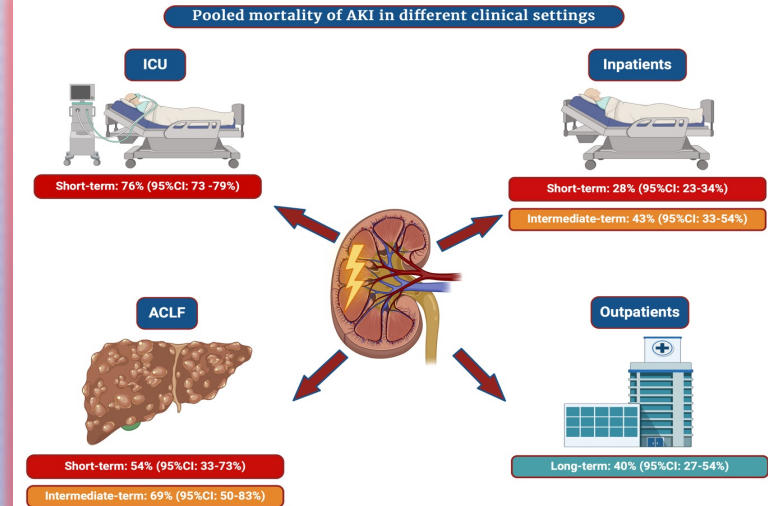 Pooled mortality of AKI in different clinical settings
ICU
Short-term: 76% (95%CI: 73 -79%)
Inpatients
Short-term: 28% (95%CI: 23-34%)
Intermediate-term: 43% (95%CI: 33-54%)
ACLF
Short-term: 54% (95%CI: 33-73%)
Intermediate-term: 69% (95%CI: 50-83%)
Outpatients
Long-term: 40% (95%CI: 27-54%)